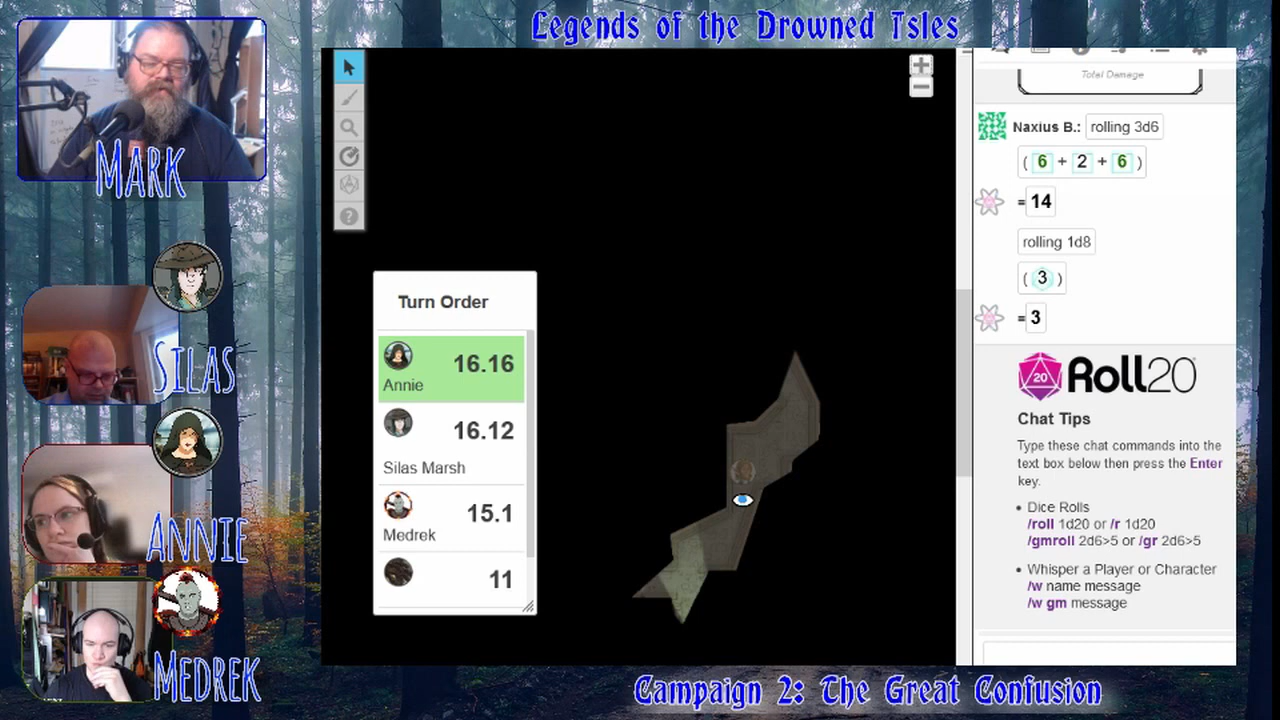 Legends of the Drowned Isles
MARK
SILAS
ANNIE
MEDREK
Turn Order
16.16
Annie
16.12
Silas Marsh
15.1
Medrek
11
Total Damage
Naxius B.: rolling 3d6
( 6 + 2 + 6 )
= 14
rolling 1d8
( 3 )
= 3
20 Roll20
Chat Tips
Type these chat commands into the
text box below then press the Enter
key.
• Dice Rolls
/roll 1d20 or /r 1d20
/gmroll 2d6>5 or /gr 2d6>5
• Whisper a Player or Character
/w name message
/w gm message
Campaign 2: The Great Confusion